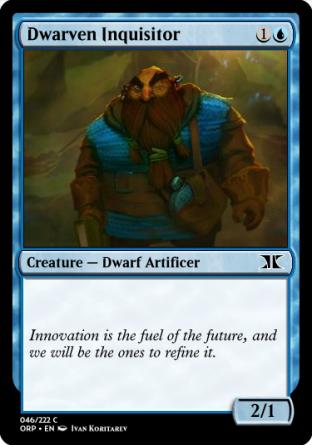 Dwarven Inquisitor 1
Creature — Dwarf Artificer
Innovation is the fuel of the future, and
we will be the ones to refine it.
2/1
046/222 C
ORP • EN Ivan Koritarev